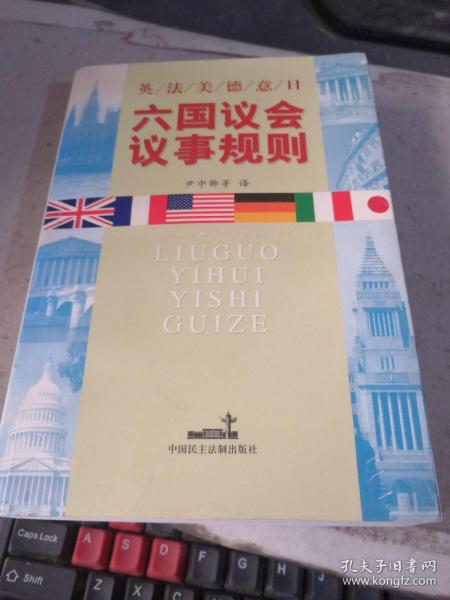 英/法/美/德/意/日
六国议会
议事规则
尹中卿等 译
LIUGUO
YIHUI
YISHI
GUIZE
中国民主法制出版社
Caps Lock
A
S
D
F
G
H
Shift
Z
X
C
孔夫子旧书网
www.kongfz.com